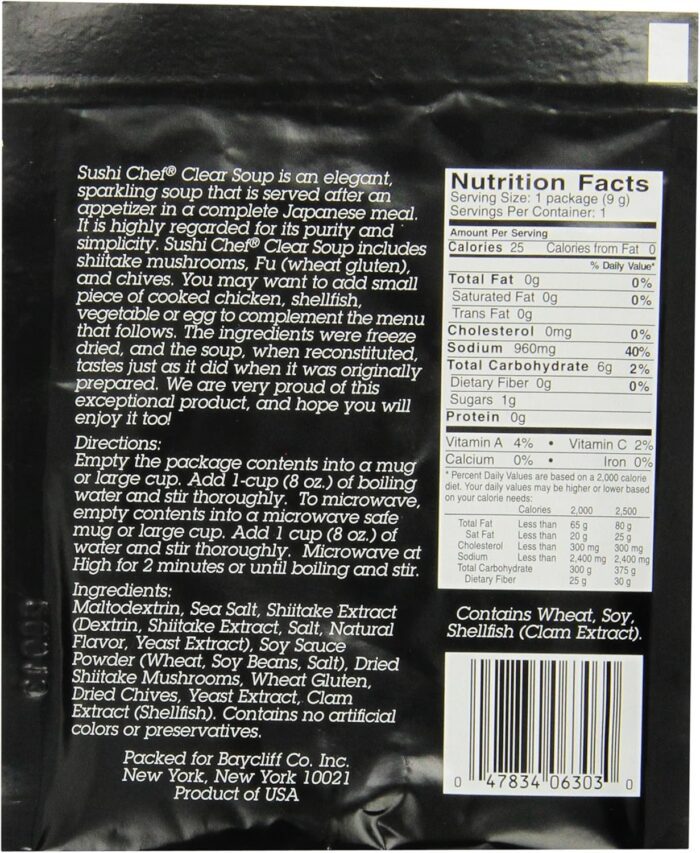 Sushi Chef® Clear Soup is an elegant,
sparkling soup that is served after an
appetizer in a complete Japanese meal.
It is highly regarded for its purity and
simplicity. Sushi Chef® Clear Soup includes
shiitake mushrooms, Fu (wheat gluten),
and chives. You may want to add small
piece of cooked chicken, shellfish,
vegetable or egg to complement the menu
that follows. The ingredients were freeze
dried, and the soup, when reconstituted,
tastes just as it did when it was originally
prepared. We are very proud of this
exceptional product, and hope you will
enjoy it too!
Directions:
Empty the package contents into a mug
or large cup. Add 1-cup (8 oz.) of boiling
water and stir thoroughly. To microwave,
empty contents into a microwave safe
mug or large cup. Add 1 cup (8 oz.) of
water and stir thoroughly. Microwave at
High for 2 minutes or until boiling and stir.
Ingredients:
Maltodextrin, Sea Salt, Shiitake Extract
(Dextrin, Shiitake Extract, Salt, Natural
Flavor, Yeast Extract), Soy Sauce
Powder (Wheat, Soy Beans, Salt), Dried
Shiitake Mushrooms, Wheat Gluten,
Dried Chives, Yeast Extract, Clam
Extract (Shellfish). Contains no artificial
colors or preservatives.
Packed for Baycliff Co. Inc.
New York, New York 10021
Product of USA
Nutrition Facts
Serving Size: 1 package (9 g)
Servings Per Container: 1
Amount Per Serving
Calories 25 Calories from Fat 0
% Daily Value*
Total Fat 0g 0%
Saturated Fat 0g 0%
Trans Fat 0g
Cholesterol 0mg 0%
Sodium 960mg 40%
Total Carbohydrate 6g 2%
Dietary Fiber 0g 0%
Sugars 1g
Protein 0g
Vitamin A 4% • Vitamin C 2%
Calcium 0% • Iron 0%
* Percent Daily Values are based on a 2,000 calorie
diet. Your daily values may be higher or lower based
on your calorie needs:
Calories 2,000 2,500
Total Fat Less than 65 g 80 g
Sat Fat Less than 20 g 25 g
Cholesterol Less than 300 mg 300 mg
Sodium Less than 2,400 mg 2,400 mg
Total Carbohydrate 300 g 375 g
Dietary Fiber 25 g 30 g
Contains Wheat, Soy,
Shellfish (Clam Extract).
0 47834 06303 0